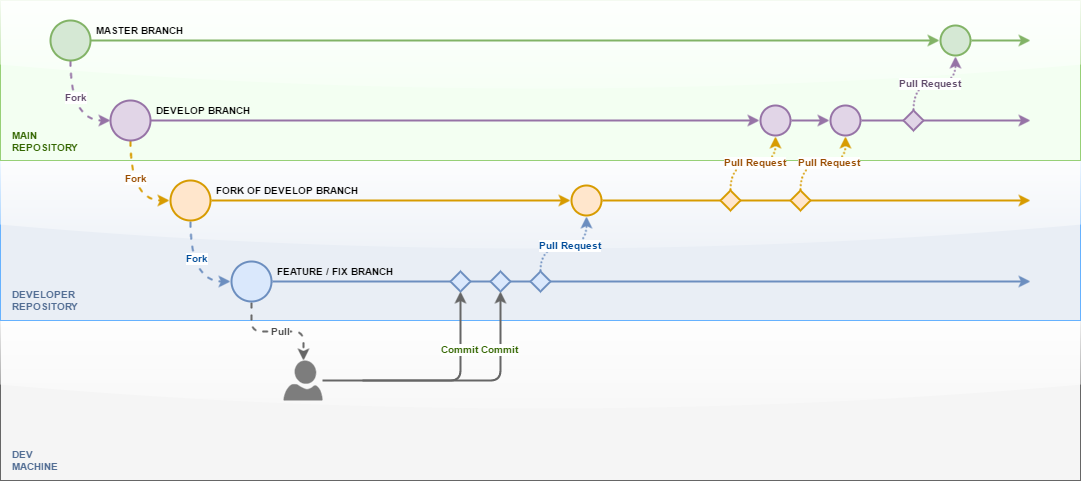 MASTER BRANCH
Pull Request
Fork
DEVELOP BRANCH
MAIN
REPOSITORY
Pull Request
Pull Request
Fork
FORK OF DEVELOP BRANCH
Pull Request
Fork
FEATURE / FIX BRANCH
DEVELOPER
REPOSITORY
Pull
Commit
Commit
DEV
MACHINE